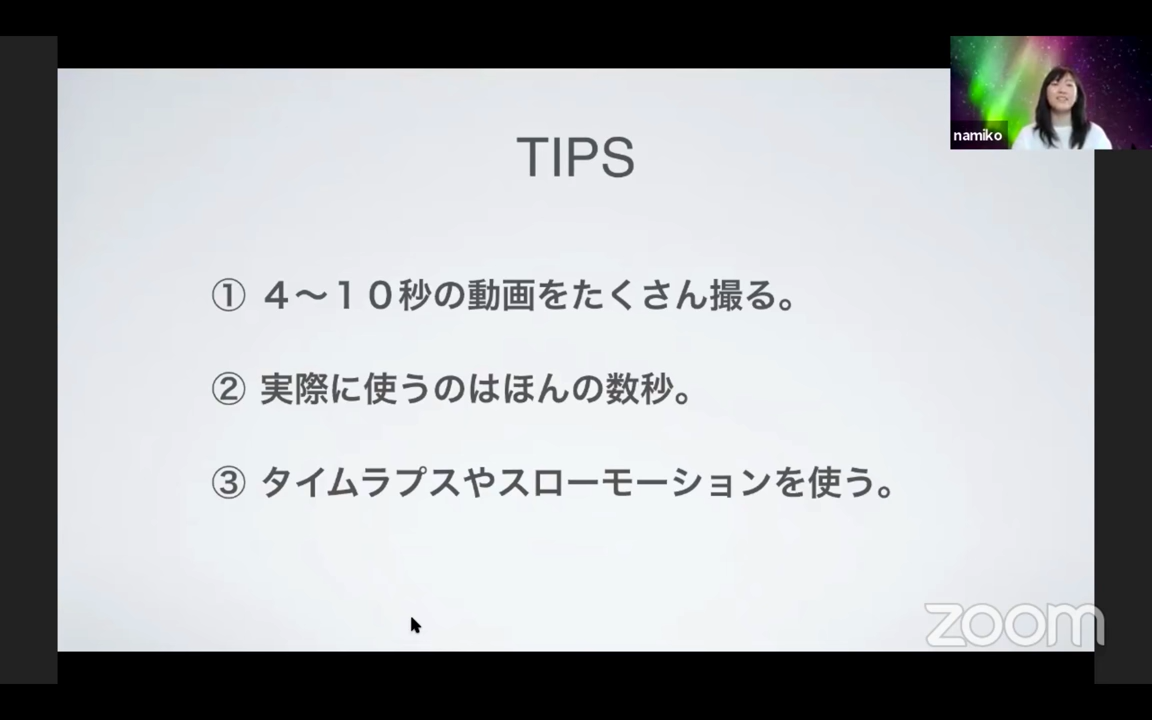 namiko
TIPS
① ４〜１０秒の動画をたくさん撮る。
② 実際に使うのはほんの数秒。
③ タイムラプスやスローモーションを使う。
zoom